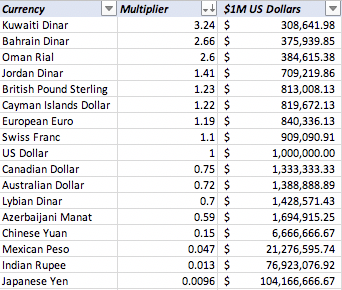 Currency Multiplier $1M US Dollars
Kuwaiti Dinar 3.24 $ 308,641.98
Bahrain Dinar 2.66 $ 375,939.85
Oman Rial 2.6 $ 384,615.38
Jordan Dinar 1.41 $ 709,219.86
British Pound Sterling 1.23 $ 813,008.13
Cayman Islands Dollar 1.22 $ 819,672.13
European Euro 1.19 $ 840,336.13
Swiss Franc 1.1 $ 909,090.91
US Dollar 1 $ 1,000,000.00
Canadian Dollar 0.75 $ 1,333,333.33
Australian Dollar 0.72 $ 1,388,888.89
Lybian Dinar 0.7 $ 1,428,571.43
Azerbaijani Manat 0.59 $ 1,694,915.25
Chinese Yuan 0.15 $ 6,666,666.67
Mexican Peso 0.047 $ 21,276,595.74
Indian Rupee 0.013 $ 76,923,076.92
Japanese Yen 0.0096 $ 104,166,666.67